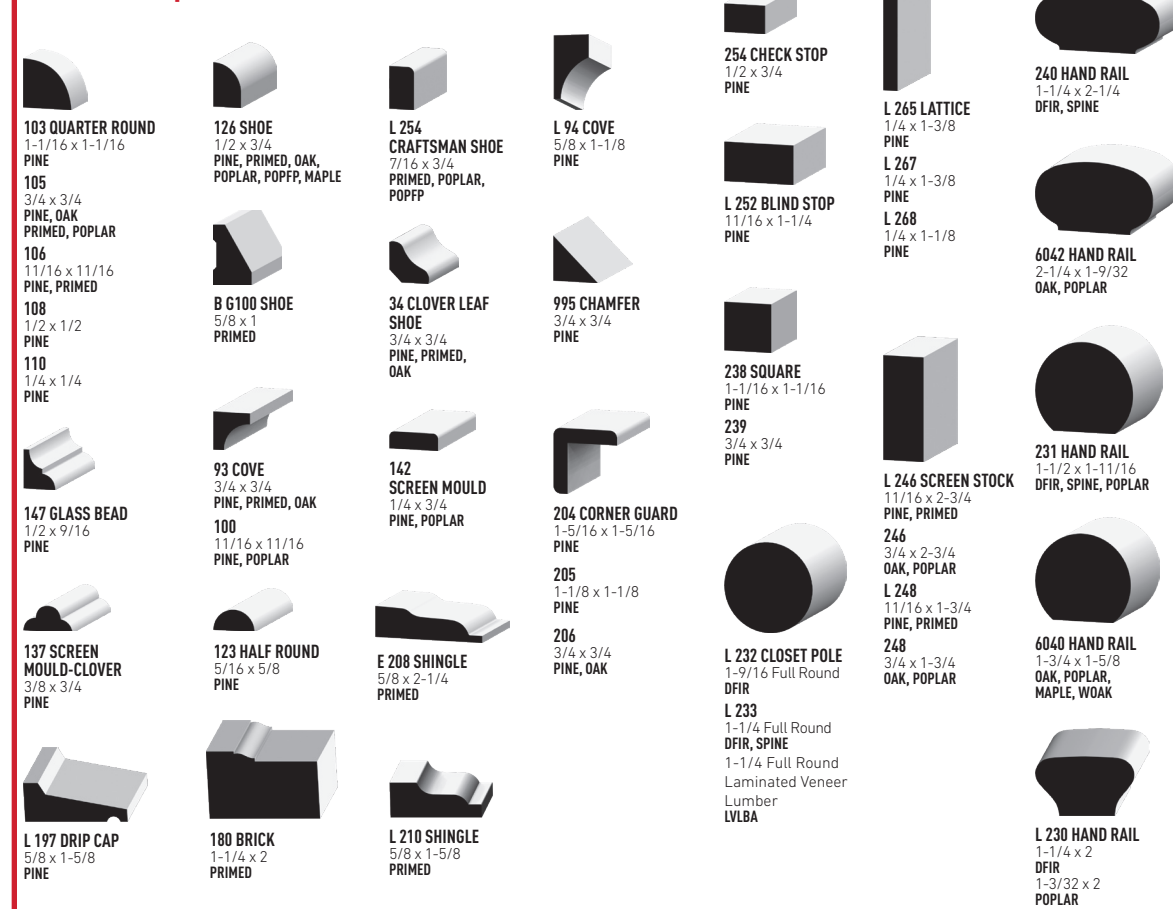 103 QUARTER ROUND
1-1/16 x 1-1/16
PINE
105
3/4 x 3/4
PINE, OAK
PRIMED, POPLAR
106
11/16 x 11/16
PINE, PRIMED
108
1/2 x 1/2
PINE
110
1/4 x 1/4
PINE
147 GLASS BEAD
1/2 x 9/16
PINE
137 SCREEN
MOULD-CLOVER
3/8 x 3/4
PINE
L 197 DRIP CAP
5/8 x 1-5/8
PINE
126 SHOE
1/2 x 3/4
PINE, PRIMED, OAK,
POPLAR, POPFP, MAPLE
B G100 SHOE
5/8 x 1
PRIMED
93 COVE
3/4 x 3/4
PINE, PRIMED, OAK
100
11/16 x 11/16
PINE, POPLAR
123 HALF ROUND
5/16 x 5/8
PINE
180 BRICK
1-1/4 x 2
PRIMED
L 254
CRAFTSMAN SHOE
7/16 x 3/4
PRIMED, POPLAR,
POPFP
34 CLOVER LEAF
SHOE
3/4 x 3/4
PINE, PRIMED,
OAK
142
SCREEN MOULD
1/4 x 3/4
PINE, POPLAR
E 208 SHINGLE
5/8 x 2-1/4
PRIMED
L 210 SHINGLE
5/8 x 1-5/8
PRIMED
L 94 COVE
5/8 x 1-1/8
PINE
995 CHAMFER
3/4 x 3/4
PINE
204 CORNER GUARD
1-5/16 x 1-5/16
PINE
205
1-1/8 x 1-1/8
PINE
206
3/4 x 3/4
PINE, OAK
254 CHECK STOP
1/2 x 3/4
PINE
L 252 BLIND STOP
11/16 x 1-1/4
PINE
238 SQUARE
1-1/16 x 1-1/16
PINE
239
3/4 x 3/4
PINE
L 232 CLOSET POLE
1-9/16 Full Round
DFIR
L 233
1-1/4 Full Round
DFIR, SPINE
1-1/4 Full Round
Laminated Veneer
Lumber
LVLBA
L 265 LATTICE
1/4 x 1-3/8
PINE
L 267
1/4 x 1-3/8
PINE
L 268
1/4 x 1-1/8
PINE
L 246 SCREEN STOCK
11/16 x 2-3/4
PINE, PRIMED
246
3/4 x 2-3/4
OAK, POPLAR
L 248
11/16 x 1-3/4
PINE, PRIMED
248
3/4 x 1-3/4
OAK, POPLAR
240 HAND RAIL
1-1/4 x 2-1/4
DFIR, SPINE
6042 HAND RAIL
2-1/4 x 1-9/32
OAK, POPLAR
231 HAND RAIL
1-1/2 x 1-11/16
DFIR, SPINE, POPLAR
6040 HAND RAIL
1-3/4 x 1-5/8
OAK, POPLAR,
MAPLE, WOAK
L 230 HAND RAIL
1-1/4 x 2
DFIR
1-3/32 x 2
POPLAR